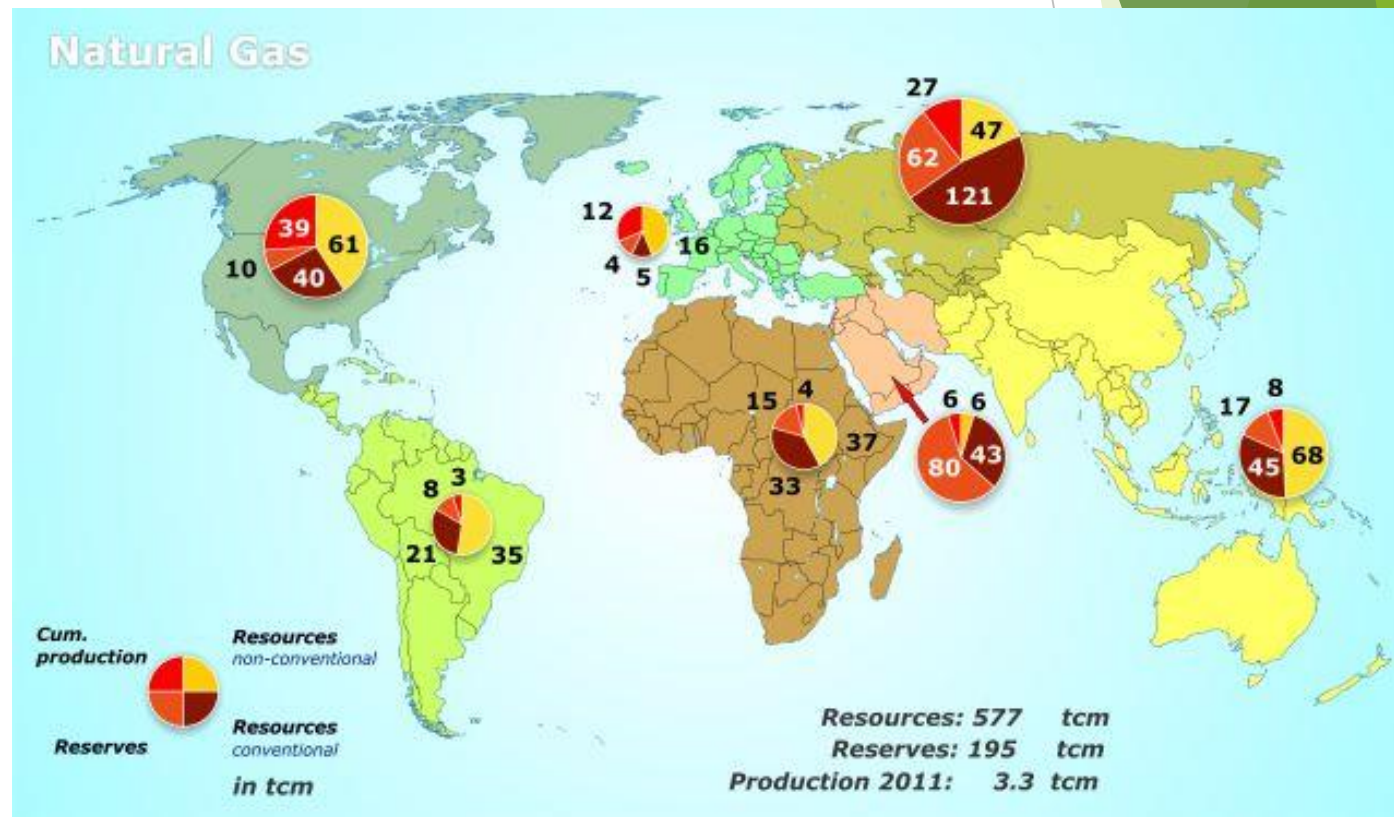 Natural Gas
27
47
62
121
39
61
10
40
12
16
4
5
15
4
37
33
6
6
80
43
17
8
45
68
8
3
21
35
Cum.
production
Resources
non-conventional
Reserves
Resources
conventional
in tcm
Resources: 577 tcm
Reserves: 195 tcm
Production 2011: 3.3 tcm